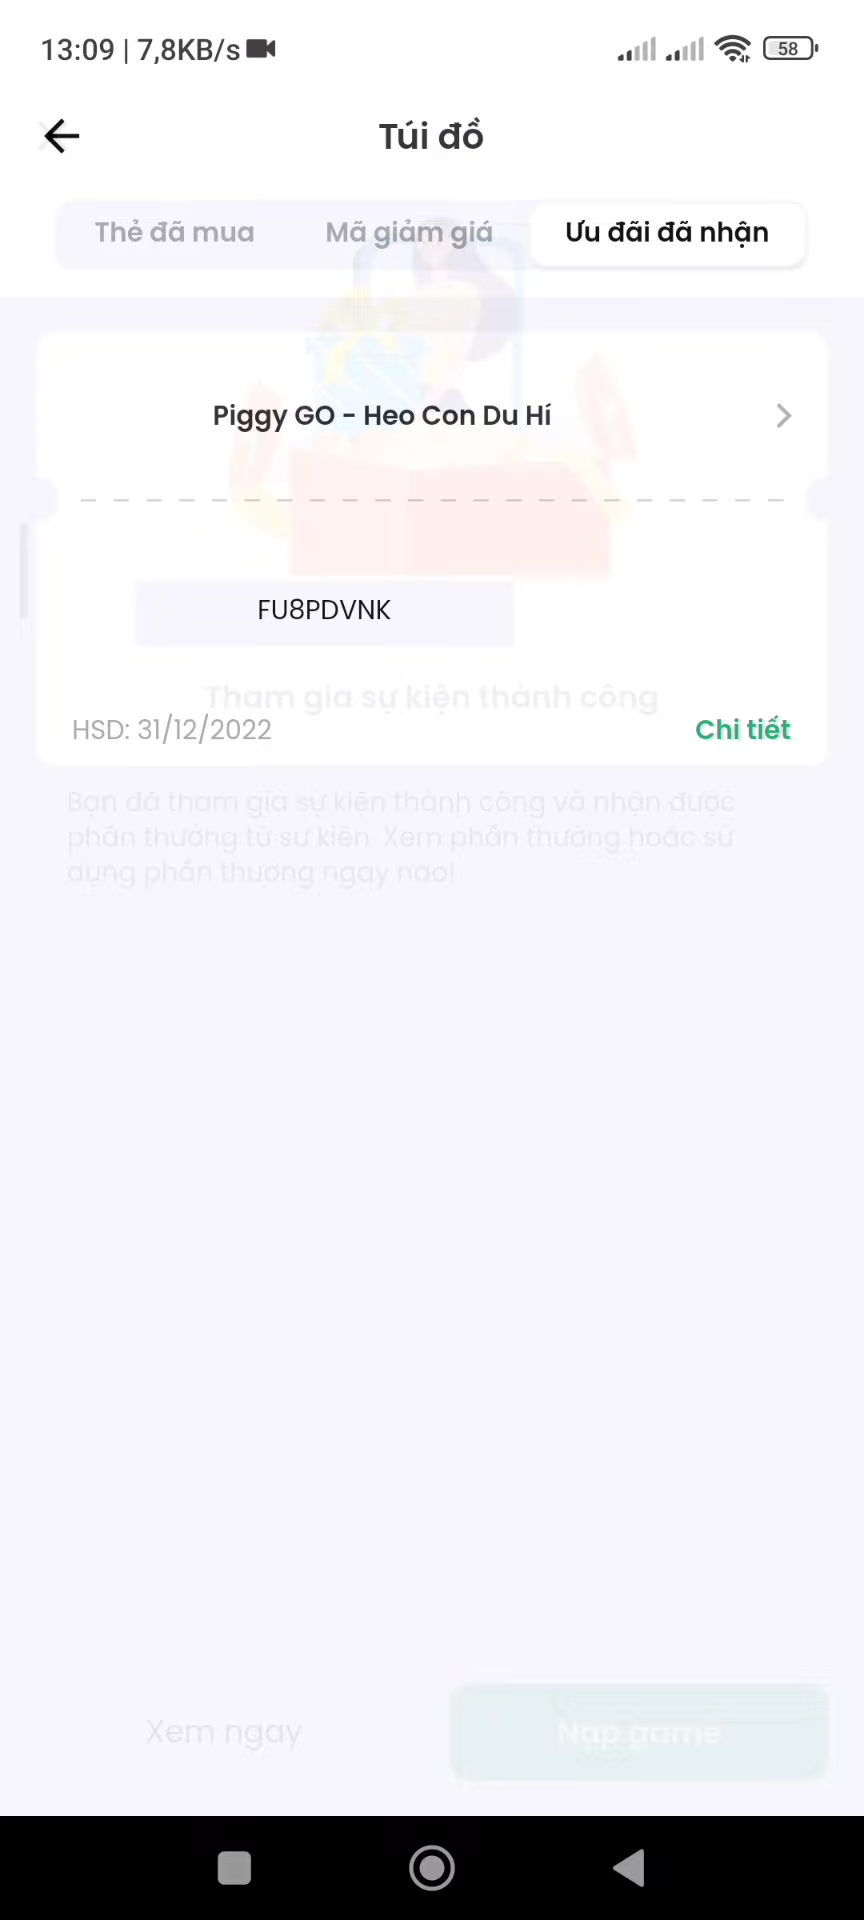 13:09 | 7,8KB/s
58
Túi đồ
Thẻ đã mua
Mã giảm giá
Ưu đãi đã nhận
Piggy GO - Heo Con Du Hí
FU8PDVNK
Tham gia sự kiện thành công
HSD: 31/12/2022
Chi tiết
Bạn đã tham gia sự kiện thành công và nhận được
phần thưởng từ sự kiện. Xem phần thưởng hoặc sử
dụng phần thưởng ngay nào!
Xem ngay
Nạp game